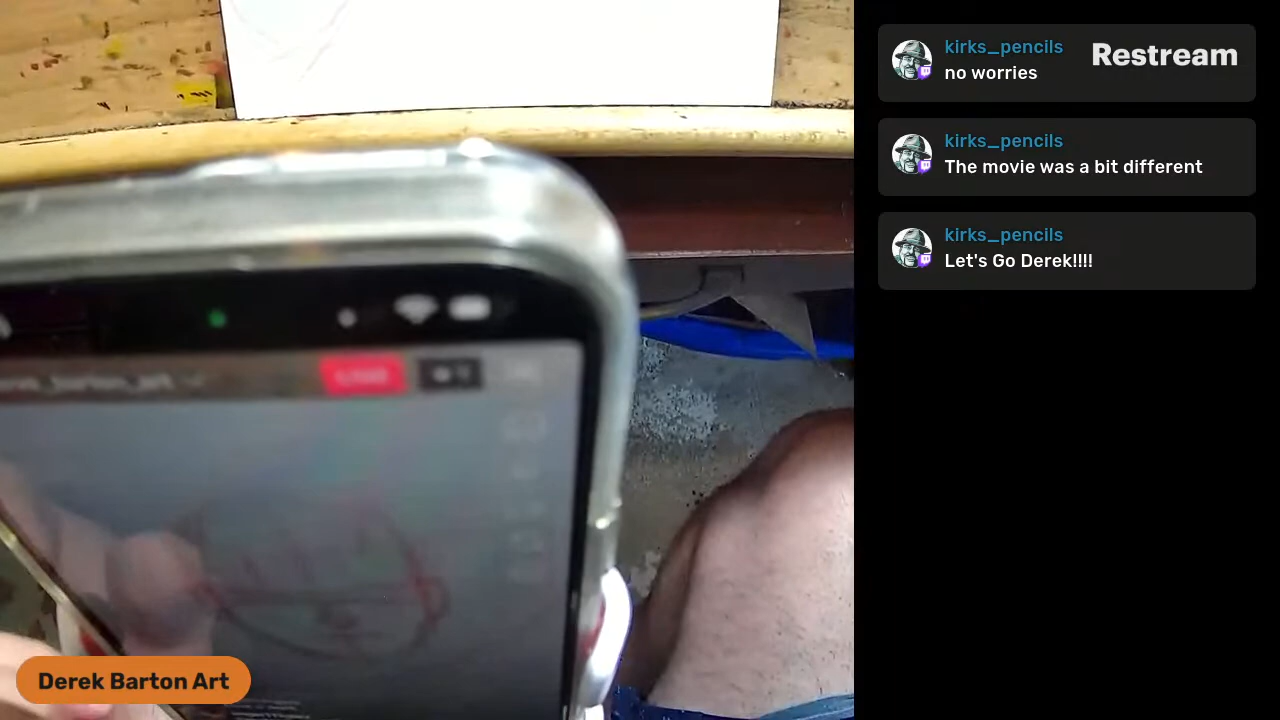 kirks_pencils
Restream
no worries
kirks_pencils
The movie was a bit different
kirks_pencils
Let's Go Derek!!!!
Derek Barton Art